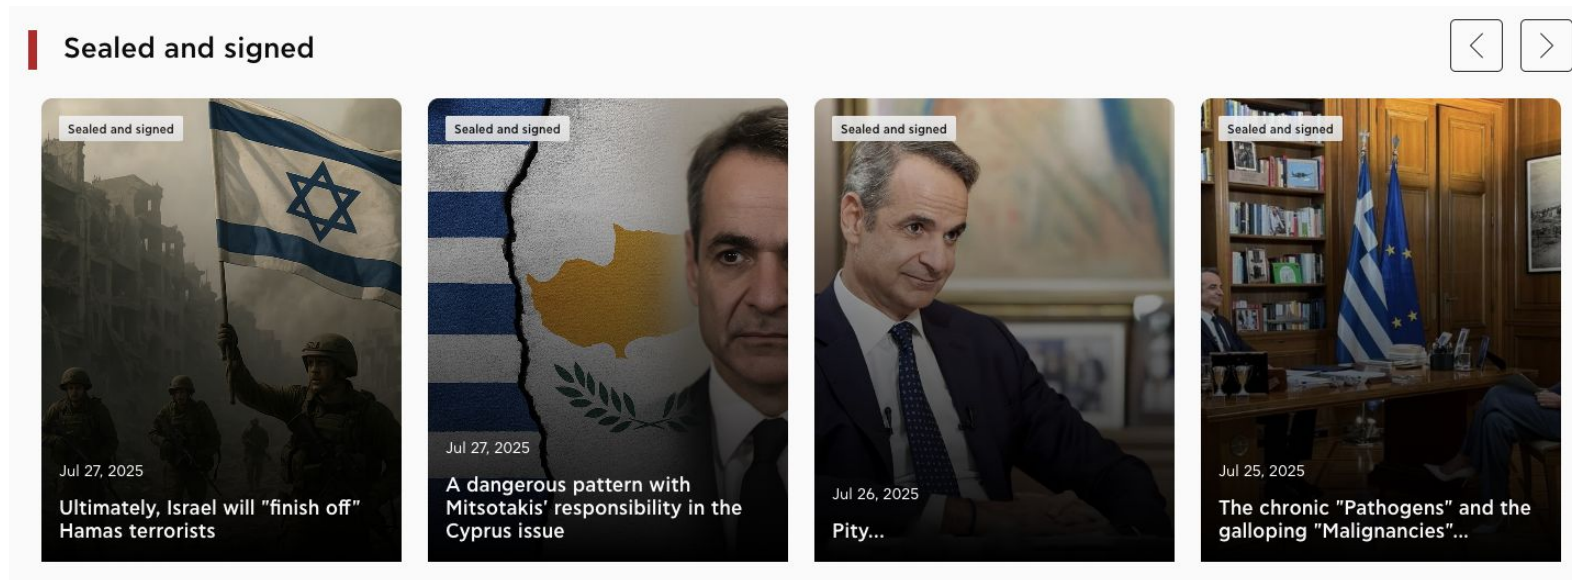 Sealed and signed
Sealed and signed
Jul 27, 2025
Ultimately, Israel will "finish off"
Hamas terrorists
Sealed and signed
Jul 27, 2025
A dangerous pattern with
Mitsotakis' responsibility in the
Cyprus issue
Sealed and signed
Jul 26, 2025
Pity...
Sealed and signed
Jul 25, 2025
The chronic "Pathogens" and the
galloping "Malignancies"...